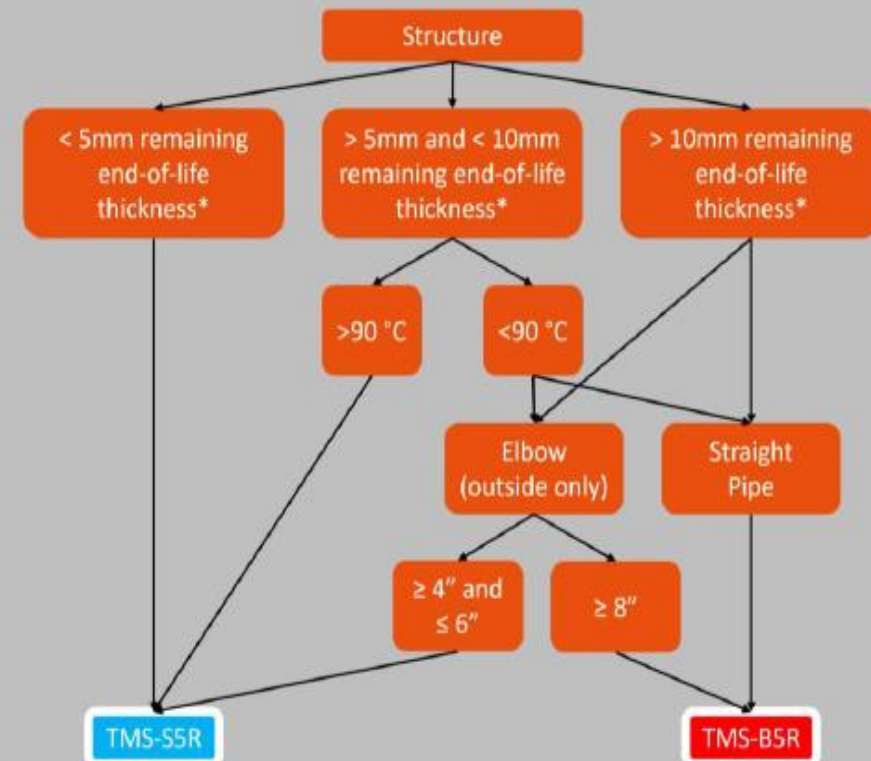 Structure
< 5mm remaining
end-of-life
thickness*
> 5mm and < 10mm
remaining end-of-life
thickness*
> 10mm remaining
end-of-life
thickness*
>90 °C
<90 °C
Elbow
(outside only)
Straight
Pipe
≥ 4” and
≤ 6”
≥ 8”
TMS-S5R
TMS-B5R